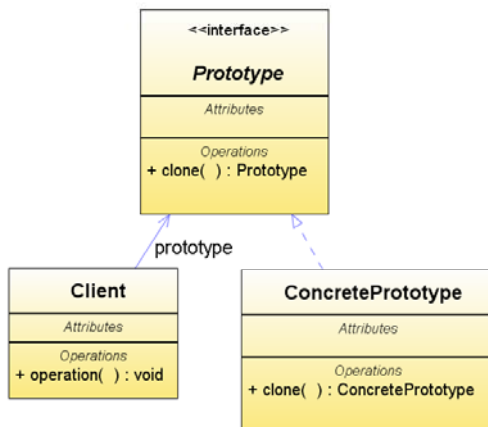 <<interface>>
Prototype
Attributes
Operations
+ clone( ) : Prototype
prototype
Client
Attributes
Operations
+ operation( ) : void
ConcretePrototype
Attributes
Operations
+ clone( ) : ConcretePrototype